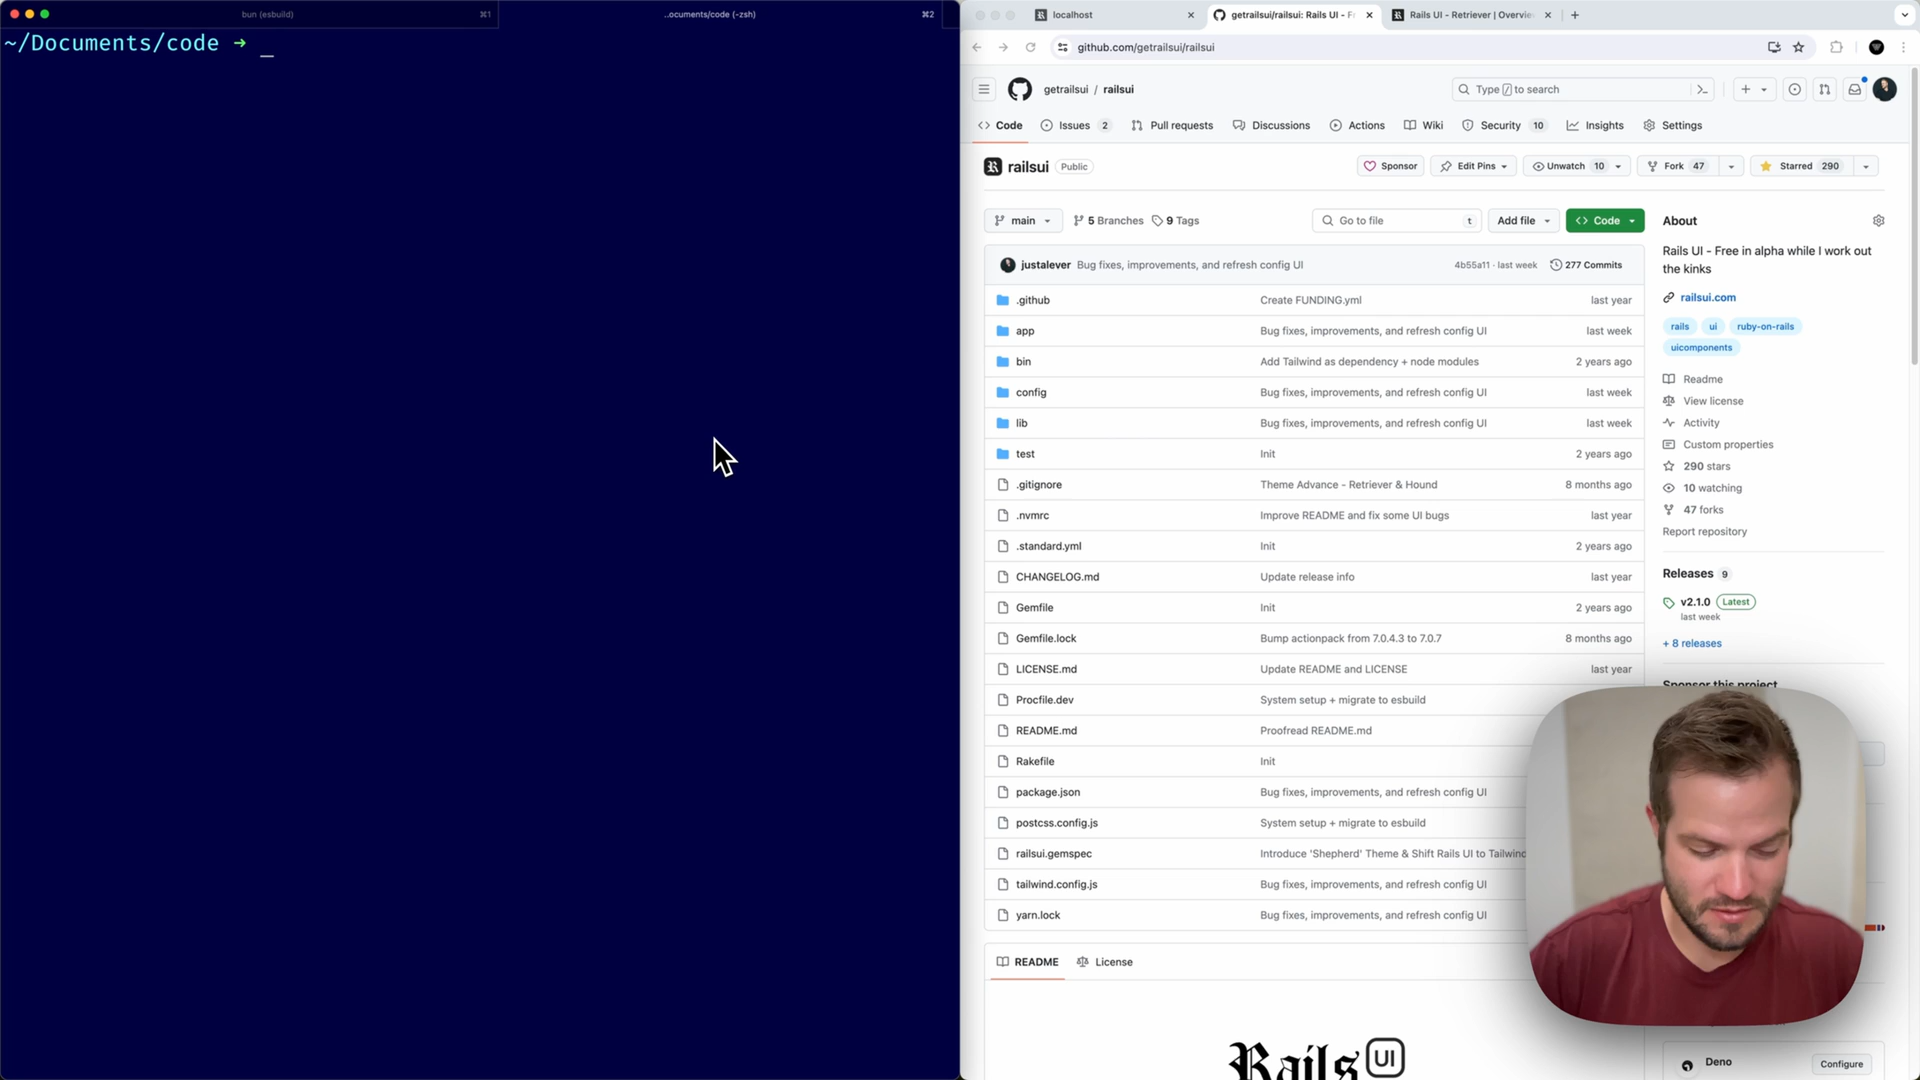 bun (esbuild)
⌘1
..ocuments/code (-zsh)
⌘2
~/Documents/code → _
localhost
getrailsui/railsui: Rails UI - Fr
Rails UI - Retriever | Overvie
github.com/getrailsui/railsui
getrailsui / railsui
Type / to search
Code
Issues 2
Pull requests
Discussions
Actions
Wiki
Security 10
Insights
Settings
railsui Public
Sponsor
Edit Pins
Unwatch 10
Fork 47
Starred 290
main
5 Branches
9 Tags
Go to file t
Add file
Code
justalever Bug fixes, improvements, and refresh config UI 4b55a11 · last week 277 Commits
.github Create FUNDING.yml last year
app Bug fixes, improvements, and refresh config UI last week
bin Add Tailwind as dependency + node modules 2 years ago
config Bug fixes, improvements, and refresh config UI last week
lib Bug fixes, improvements, and refresh config UI last week
test Init 2 years ago
.gitignore Theme Advance - Retriever & Hound 8 months ago
.nvmrc Improve README and fix some UI bugs last year
.standard.yml Init 2 years ago
CHANGELOG.md Update release info last year
Gemfile Init 2 years ago
Gemfile.lock Bump actionpack from 7.0.4.3 to 7.0.7 8 months ago
LICENSE.md Update README and LICENSE last year
Procfile.dev System setup + migrate to esbuild
README.md Proofread README.md
Rakefile Init
package.json Bug fixes, improvements, and refresh config UI
postcss.config.js System setup + migrate to esbuild
railsui.gemspec Introduce 'Shepherd' Theme & Shift Rails UI to Tailwind
tailwind.config.js Bug fixes, improvements, and refresh config UI
yarn.lock Bug fixes, improvements, and refresh config UI
README
License
Rails UI
About
Rails UI - Free in alpha while I work out
the kinks
railsui.com
rails ui ruby-on-rails
uicomponents
Readme
View license
Activity
Custom properties
290 stars
10 watching
47 forks
Report repository
Releases 9
v2.1.0 Latest
last week
+ 8 releases
Sponsor this project
Deno
Configure